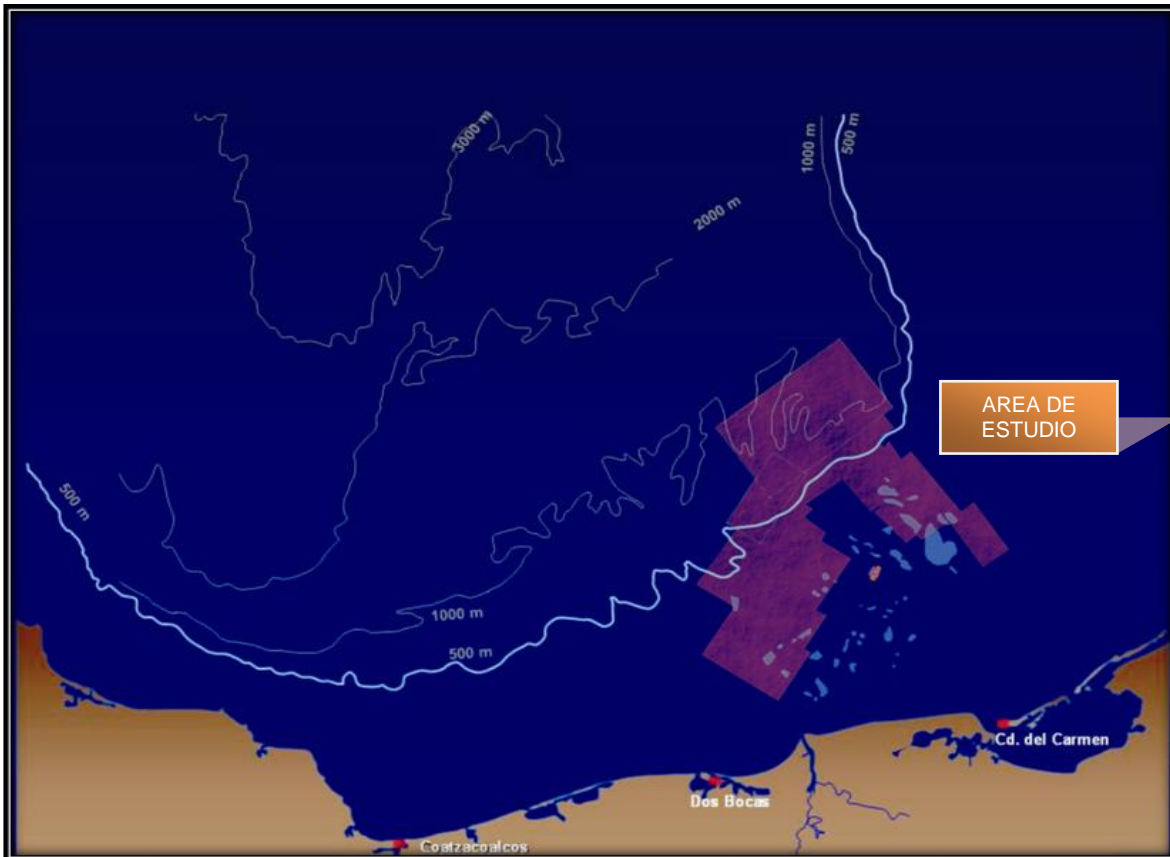 3000 m
1000 m
500 m
2000 m
AREA DE
ESTUDIO
500 m
1000 m
500 m
Cd. del Carmen
Dos Bocas
Coatzacoalcos